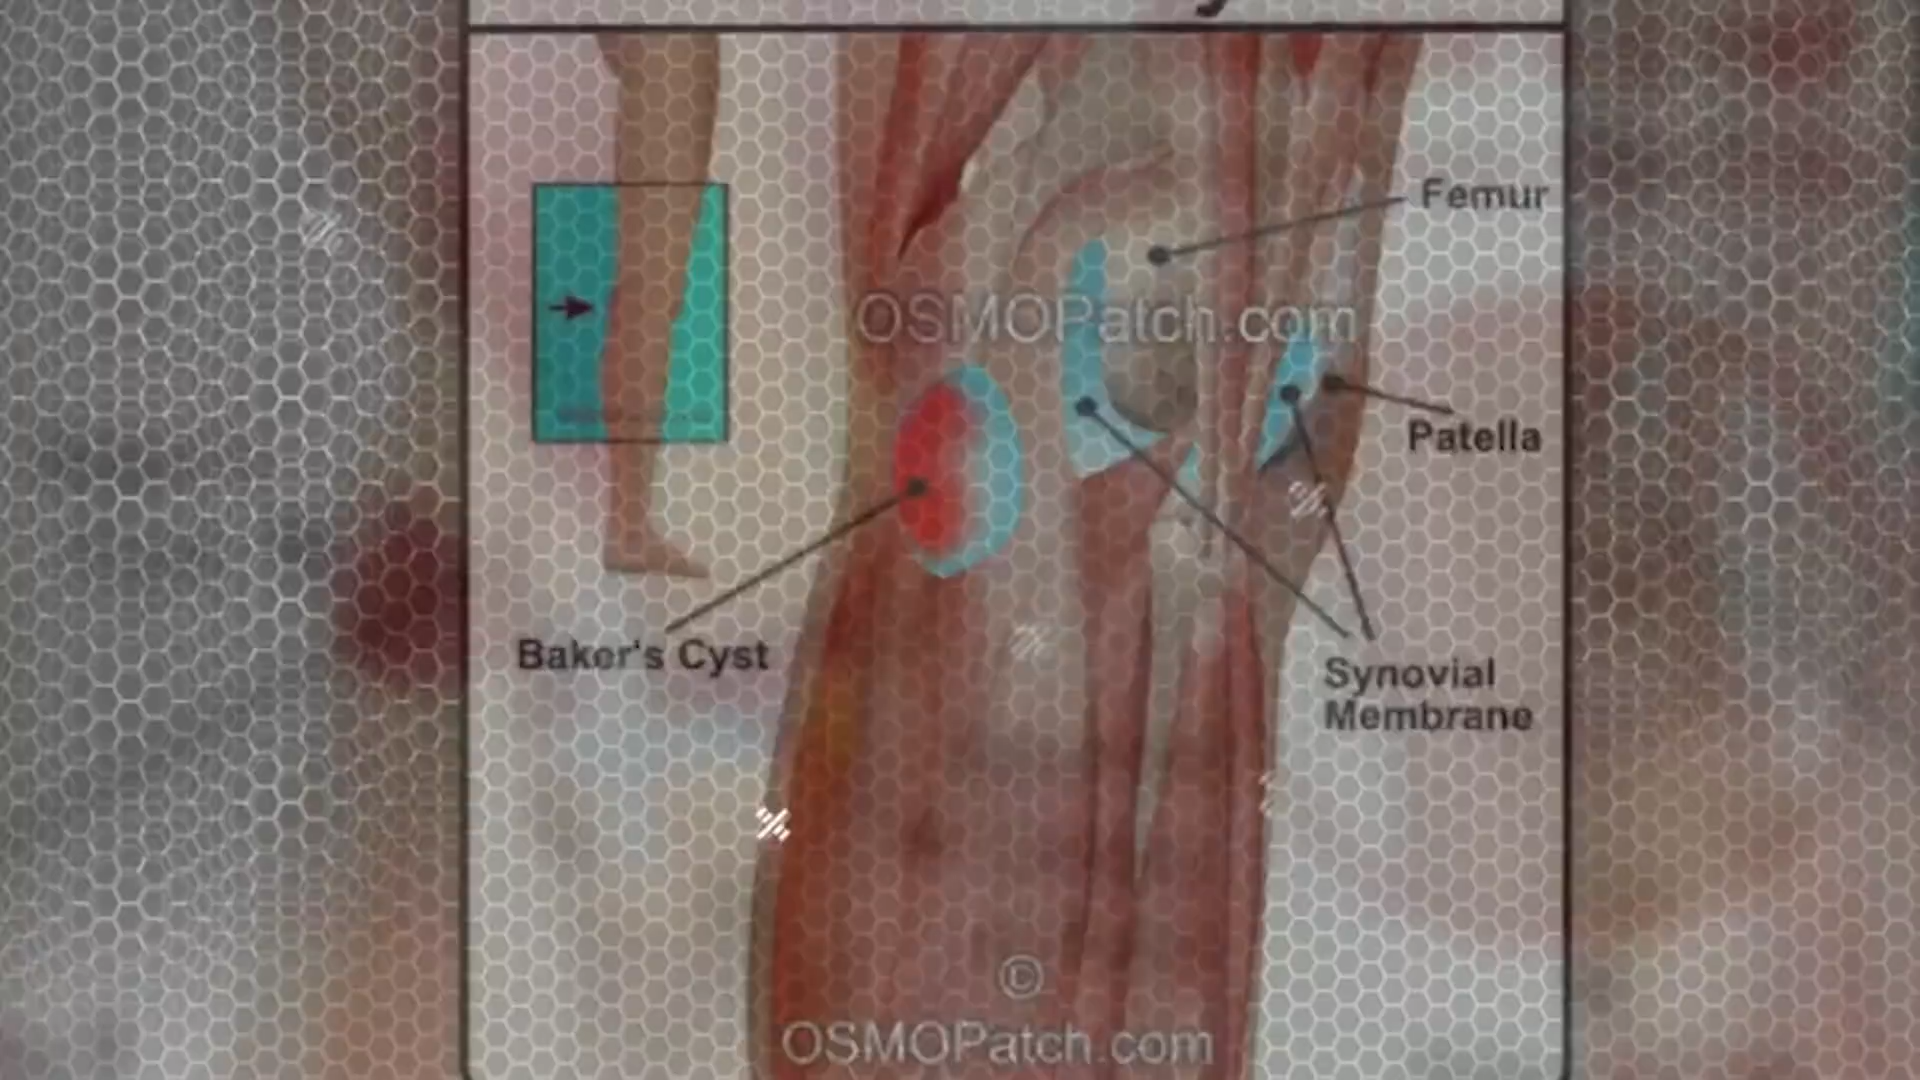 Femur
OSMOPatch.com
Patella
Baker's Cyst
Synovial
Membrane
©
OSMOPatch.com